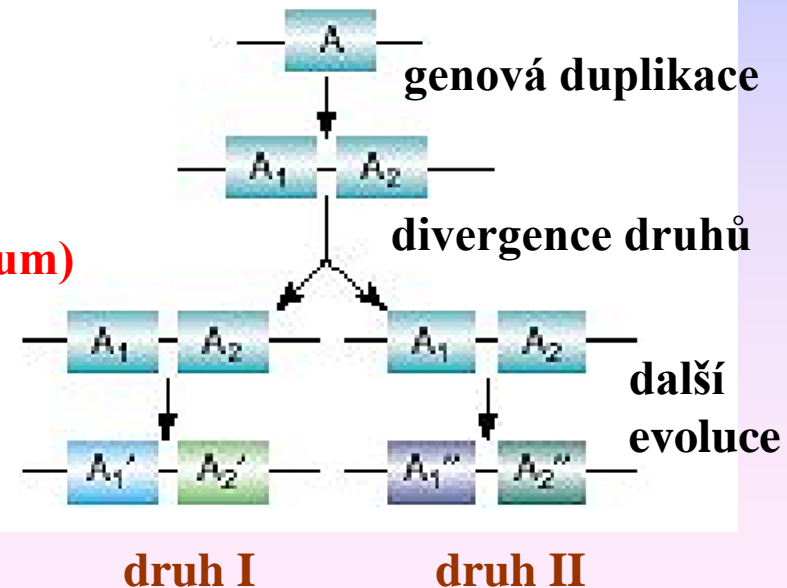 A
genová duplikace
A₁ A₂
divergence druhů
um)
A₁ A₂ A₁ A₂
další
evoluce
A₁′ A₂′ A₁″ A₂″
druh I druh II